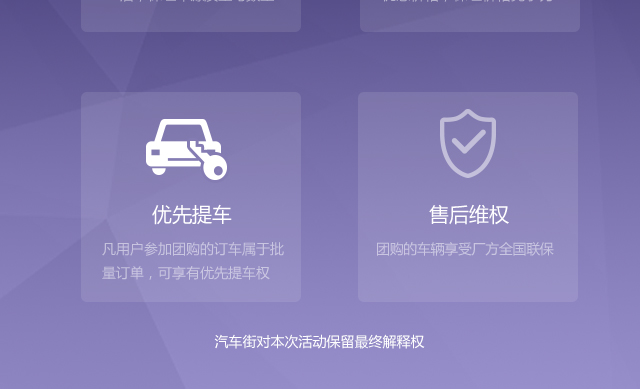 优先提车
凡用户参加团购的订车属于批
量订单，可享有优先提车权
售后维权
团购的车辆享受厂方全国联保
汽车街对本次活动保留最终解释权